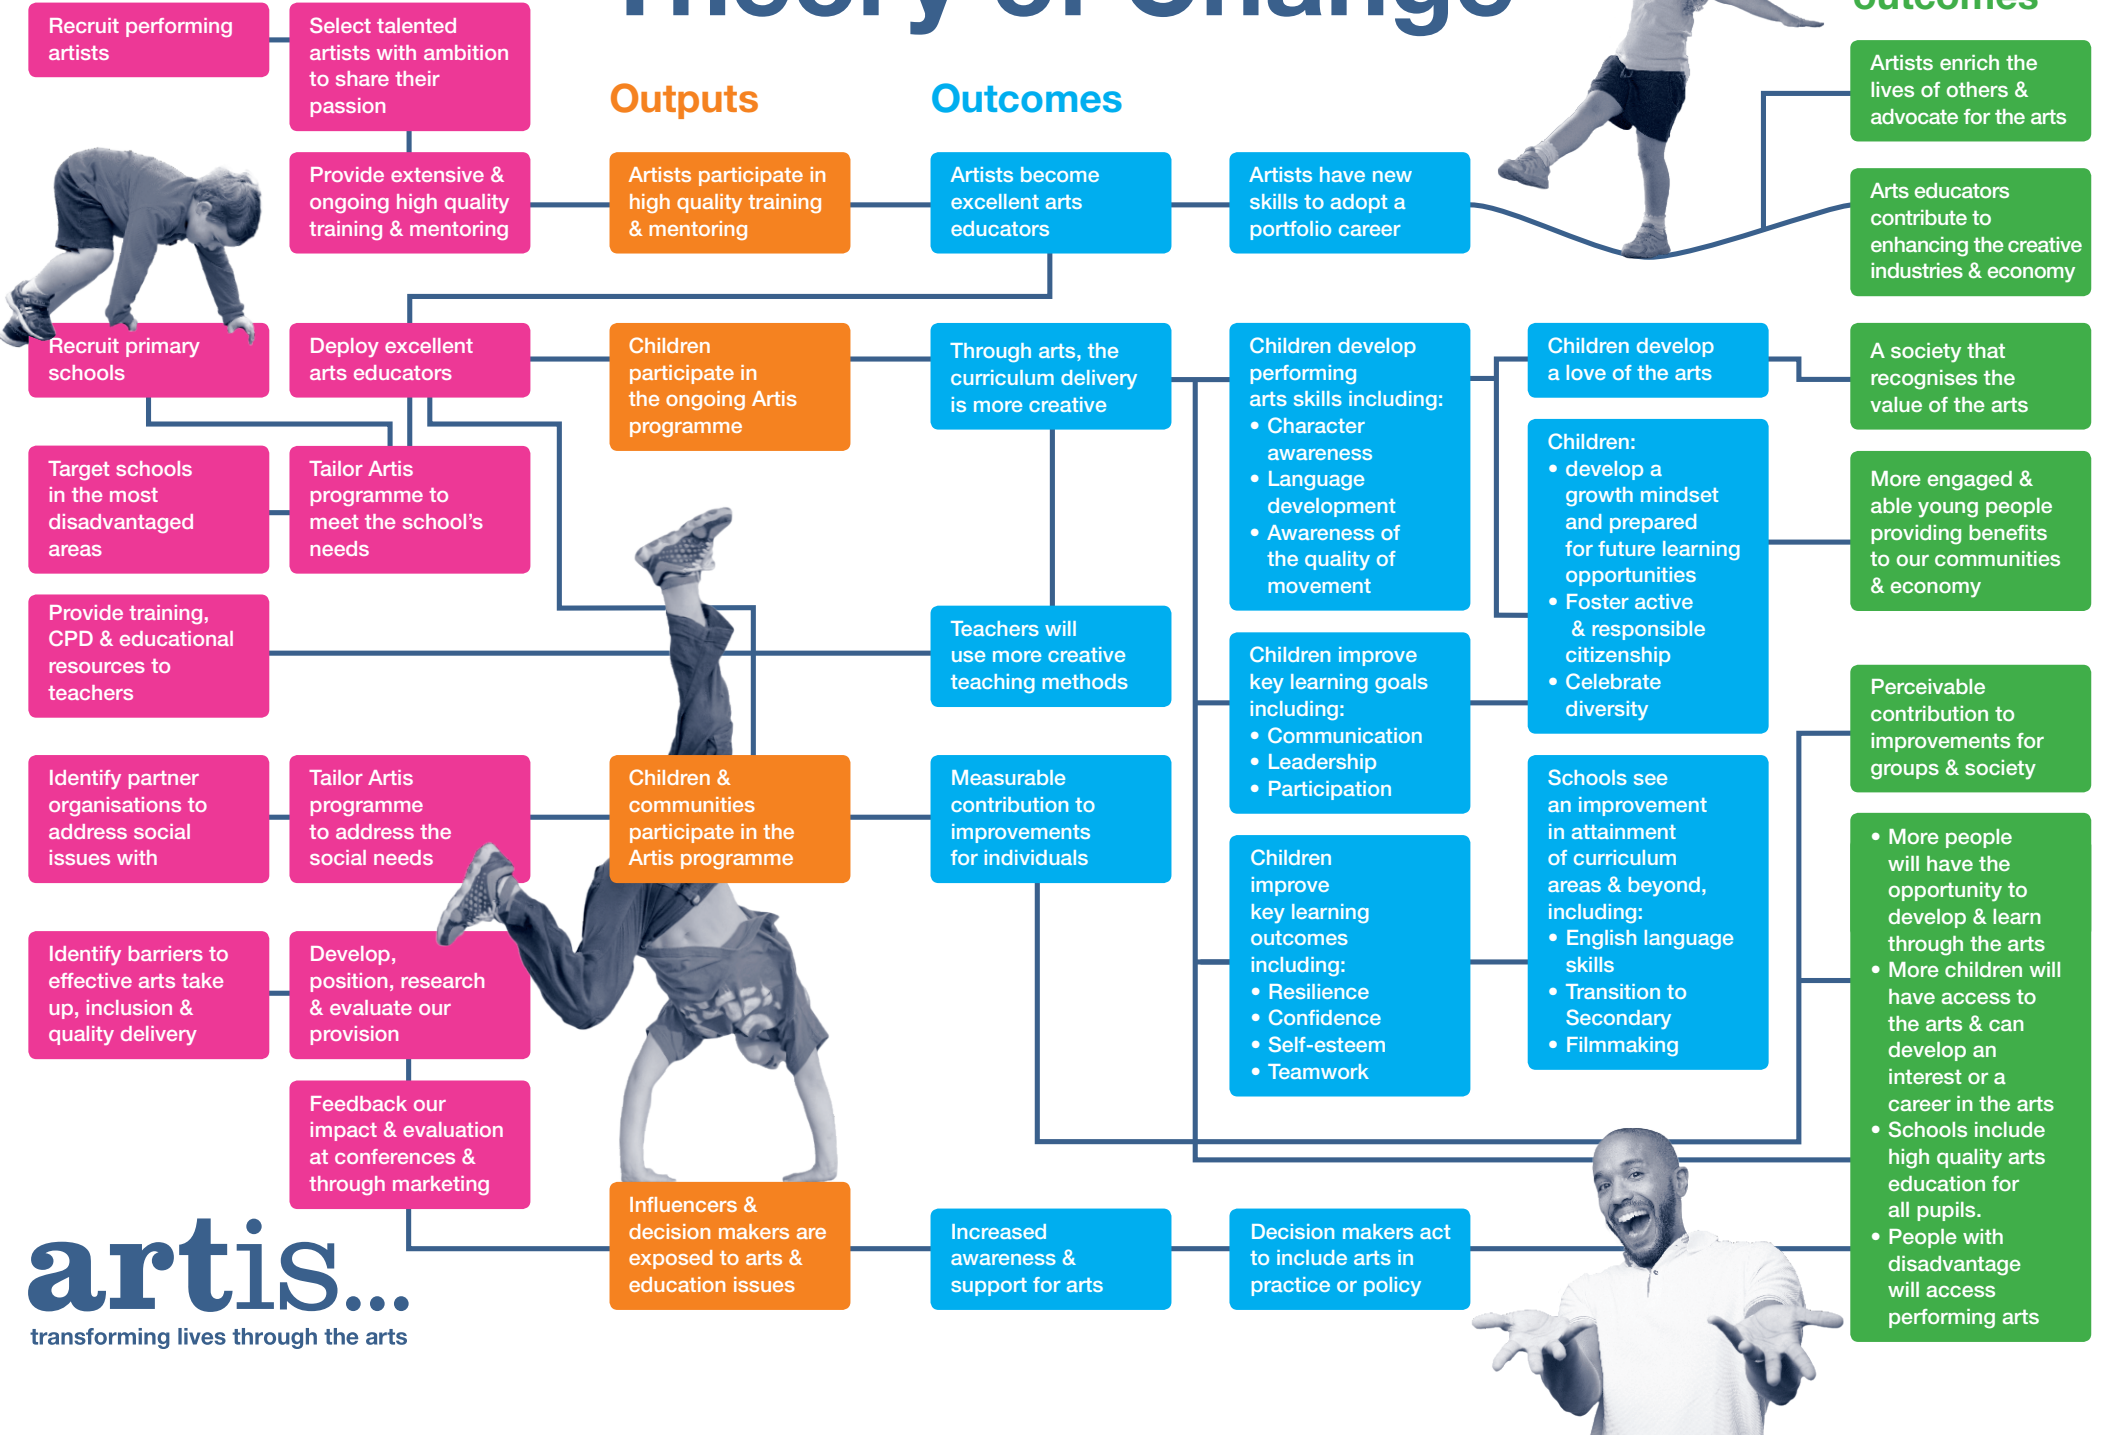 Theory of Change
outcomes
Recruit performing
artists
Select talented
artists with ambition
to share their
passion
Outputs
Outcomes
Artists enrich the
lives of others &
advocate for the arts
Provide extensive &
ongoing high quality
training & mentoring
Artists participate in
high quality training
& mentoring
Artists become
excellent arts
educators
Artists have new
skills to adopt a
portfolio career
Arts educators
contribute to
enhancing the creative
industries & economy
Recruit primary
schools
Deploy excellent
arts educators
Children
participate in
the ongoing Artis
programme
Through arts, the
curriculum delivery
is more creative
Children develop
performing
arts skills including:
• Character
awareness
• Language
development
• Awareness of
the quality of
movement
Children develop
a love of the arts
A society that
recognises the
value of the arts
Target schools
in the most
disadvantaged
areas
Tailor Artis
programme to
meet the school's
needs
Children:
• develop a
growth mindset
and prepared
for future learning
opportunities
• Foster active
& responsible
citizenship
• Celebrate
diversity
More engaged &
able young people
providing benefits
to our communities
& economy
Provide training,
CPD & educational
resources to
teachers
Teachers will
use more creative
teaching methods
Children improve
key learning goals
including:
• Communication
• Leadership
• Participation
Perceivable
contribution to
improvements for
groups & society
Identify partner
organisations to
address social
issues with
Tailor Artis
programme
to address the
social needs
Children &
communities
participate in the
Artis programme
Measurable
contribution to
improvements
for individuals
Children
improve
key learning
outcomes
including:
• Resilience
• Confidence
• Self-esteem
• Teamwork
Schools see
an improvement
in attainment
of curriculum
areas & beyond,
including:
• English language
skills
• Transition to
Secondary
• Filmmaking
• More people
will have the
opportunity to
develop & learn
through the arts
• More children will
have access to
the arts & can
develop an
interest or a
career in the arts
• Schools include
high quality arts
education for
all pupils.
• People with
disadvantage
will access
performing arts
Identify barriers to
effective arts take
up, inclusion &
quality delivery
Develop,
position, research
& evaluate our
provision
Feedback our
impact & evaluation
at conferences &
through marketing
Influencers &
decision makers are
exposed to arts &
education issues
Increased
awareness &
support for arts
Decision makers act
to include arts in
practice or policy
artis...
transforming lives through the arts